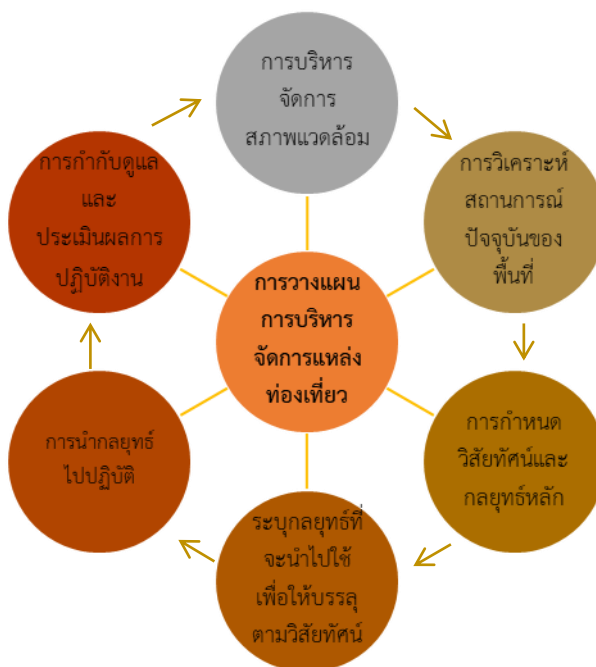 การบริหาร
จัดการ
สภาพแวดล้อม
การวิเคราะห์
สถานการณ์
ปัจจุบันของ
พื้นที่
การกำหนด
วิสัยทัศน์และ
กลยุทธ์หลัก
ระบุกลยุทธ์ที่
จะนำไปใช้
เพื่อให้บรรลุ
ตามวิสัยทัศน์
การนำกลยุทธ์
ไปปฏิบัติ
การกำกับดูแล
และ
ประเมินผลการ
ปฏิบัติงาน
การวางแผน
การบริหาร
จัดการแหล่ง
ท่องเที่ยว